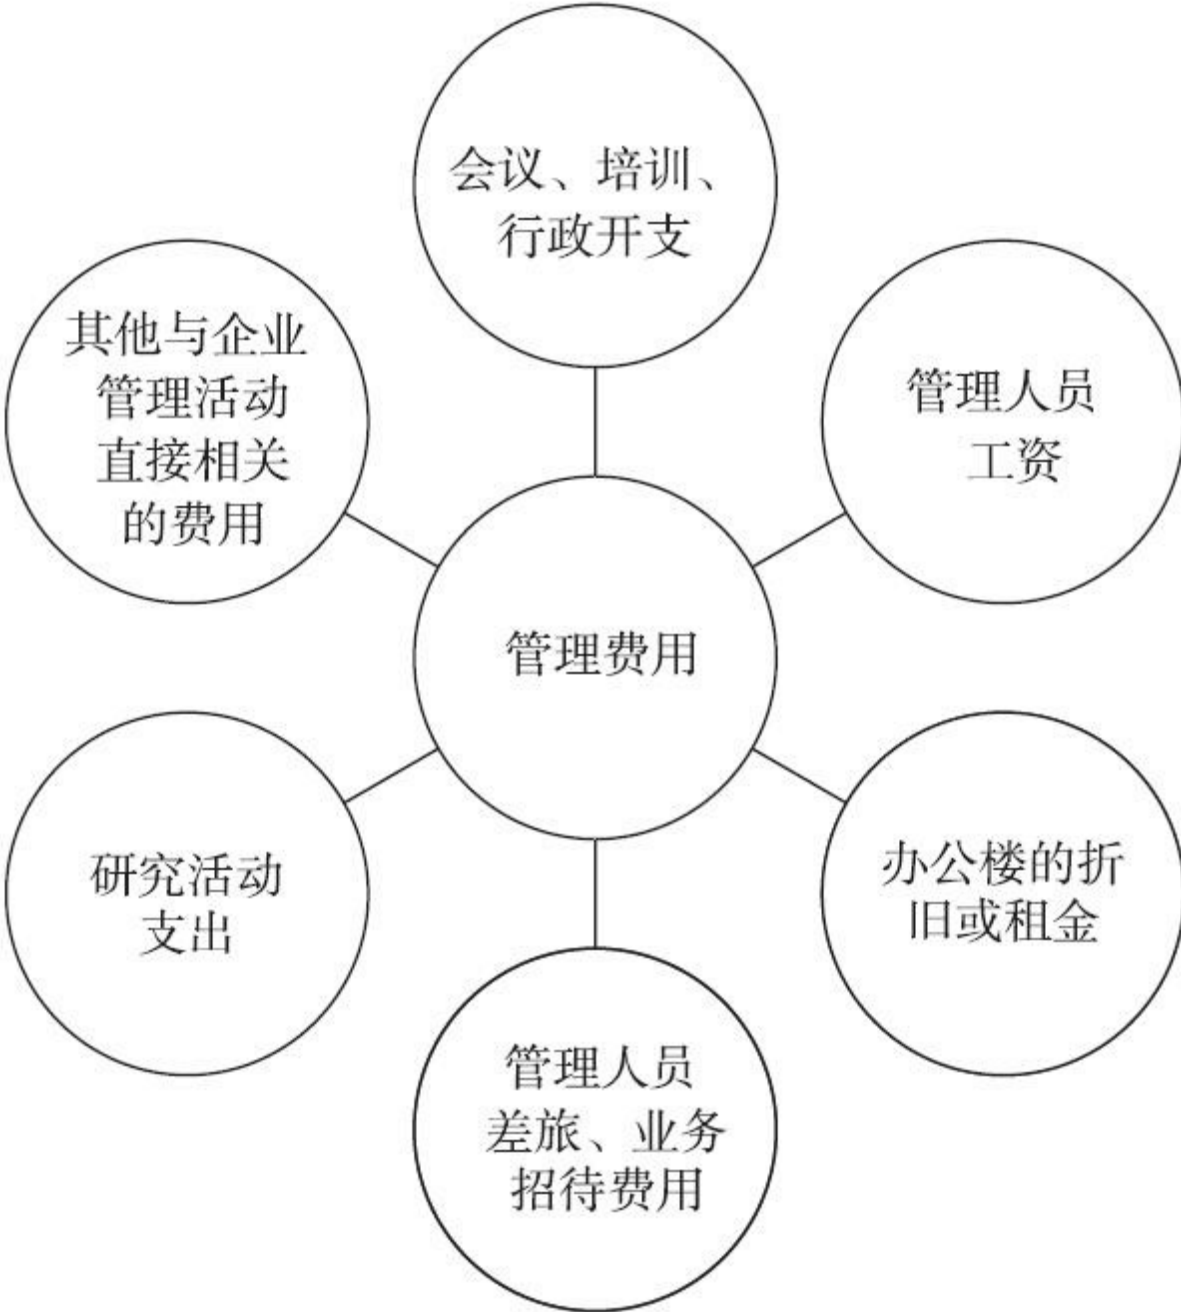 会议、培训、
行政开支
其他与企业
管理活动
直接相关
的费用
管理人员
工资
管理费用
研究活动
支出
办公楼的折
旧或租金
管理人员
差旅、业务
招待费用